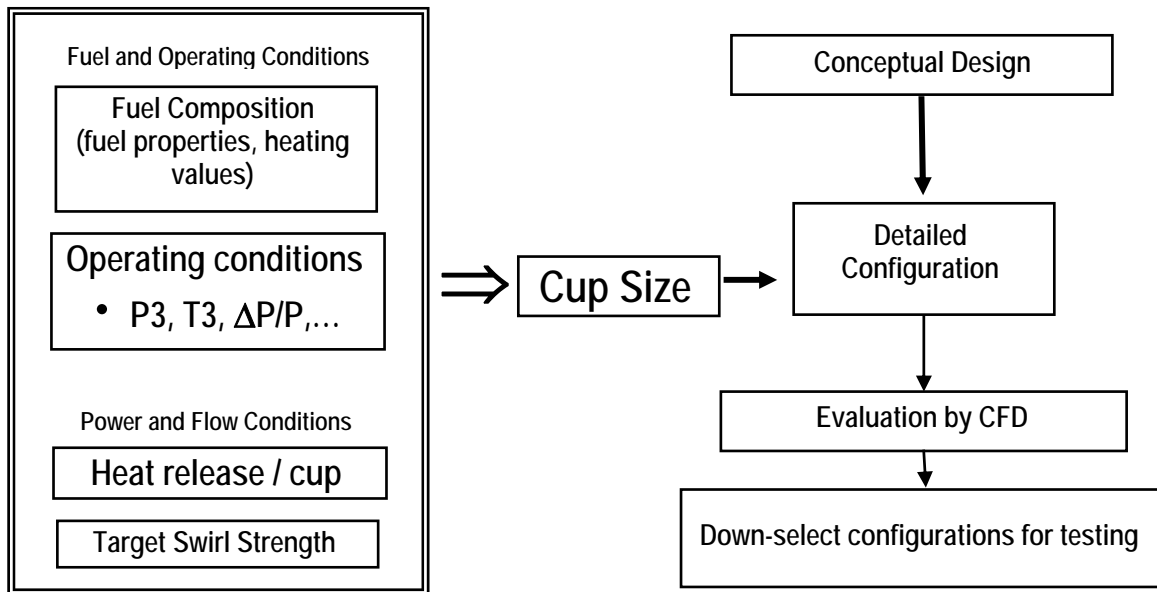 Fuel and Operating Conditions
Fuel Composition
(fuel properties, heating
values)
Operating conditions
• P3, T3, ΔP/P,…
Power and Flow Conditions
Heat release / cup
Target Swirl Strength
Cup Size
Conceptual Design
Detailed
Configuration
Evaluation by CFD
Down-select configurations for testing